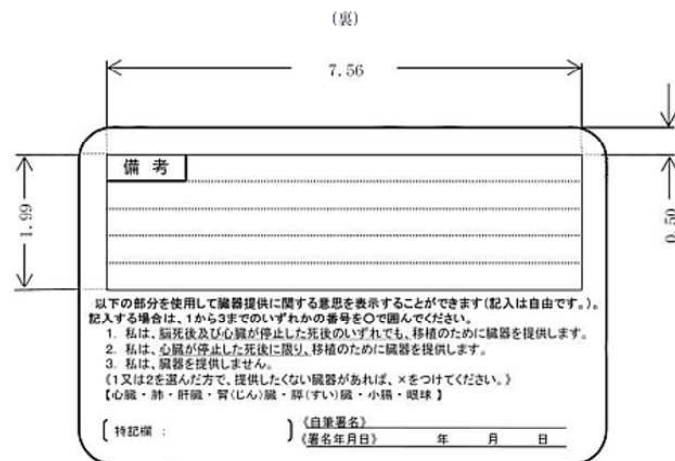 (裏)
7.56
備考
1.99
0.50
以下の部分を使用して臓器提供に関する意思を表示することができます(記入は自由です。)。
記入する場合は、1から3までのいずれかの番号を〇で囲んでください。
1. 私は、脳死後及び心臓が停止した死後のいずれでも、移植のために臓器を提供します。
2. 私は、心臓が停止した死後に限り、移植のために臓器を提供します。
3. 私は、臓器を提供しません。
《1又は2を選んだ方で、提供したくない臓器があれば、×をつけてください。》
【心臓・肺・肝臓・腎(じん)臓・膵(すい)臓・小腸・眼球】
〔特記欄: 〕《自筆署名》
《署名年月日》 年 月 日